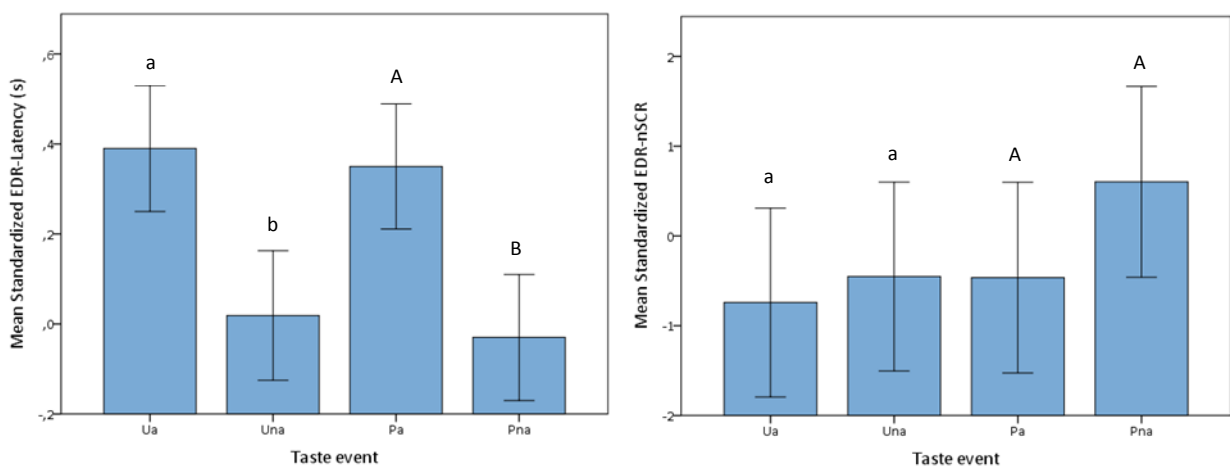 Mean Standardized EDR-Latency (s)
,6
,4
,2
,0
-,2
a
b
A
B
Ua
Una
Pa
Pna
Taste event
Mean Standardized EDR-nSCR
2
1
0
-1
-2
a
a
A
A
Ua
Una
Pa
Pna
Taste event